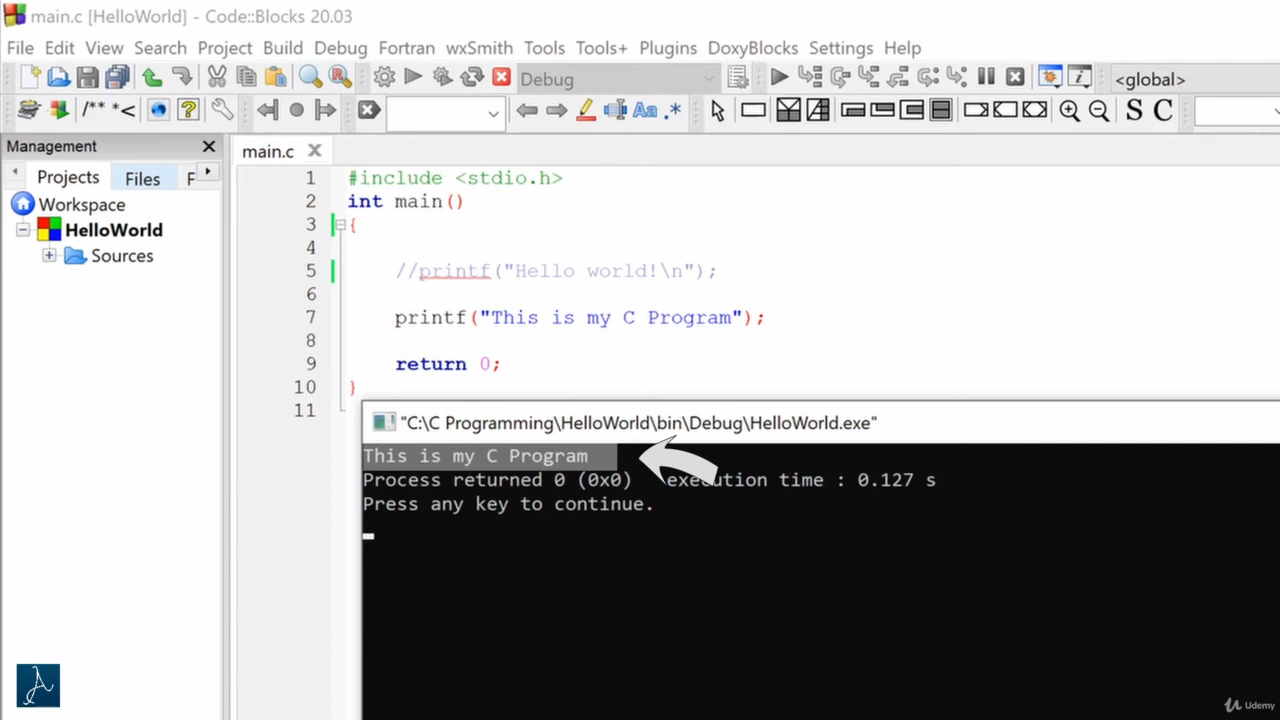 main.c [HelloWorld] - Code::Blocks 20.03
File Edit View Search Project Build Debug Fortran wxSmith Tools Tools+ Plugins DoxyBlocks Settings Help
Debug
<global>
/** *< ? Aa .* S C
Management
main.c
Projects Files F
Workspace
HelloWorld
Sources
1 #include <stdio.h>
2 int main()
3 {
4
5 //printf("Hello world!\n");
6
7 printf("This is my C Program");
8
9 return 0;
10 }
11
"C:\C Programming\HelloWorld\bin\Debug\HelloWorld.exe"
This is my C Program
Process returned 0 (0x0) execution time : 0.127 s
Press any key to continue.
A
Udemy